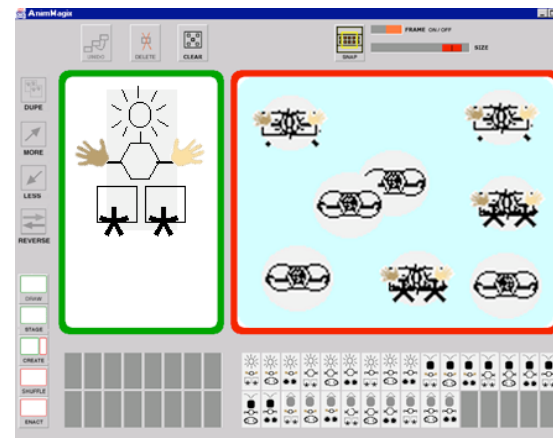 AnimMagix
UNDO
DELETE
CLEAR
SNAP
FRAME ON / OFF
SIZE
DUPE
MORE
LESS
REVERSE
DRAW
STAGE
CREATE
SHUFFLE
ENACT